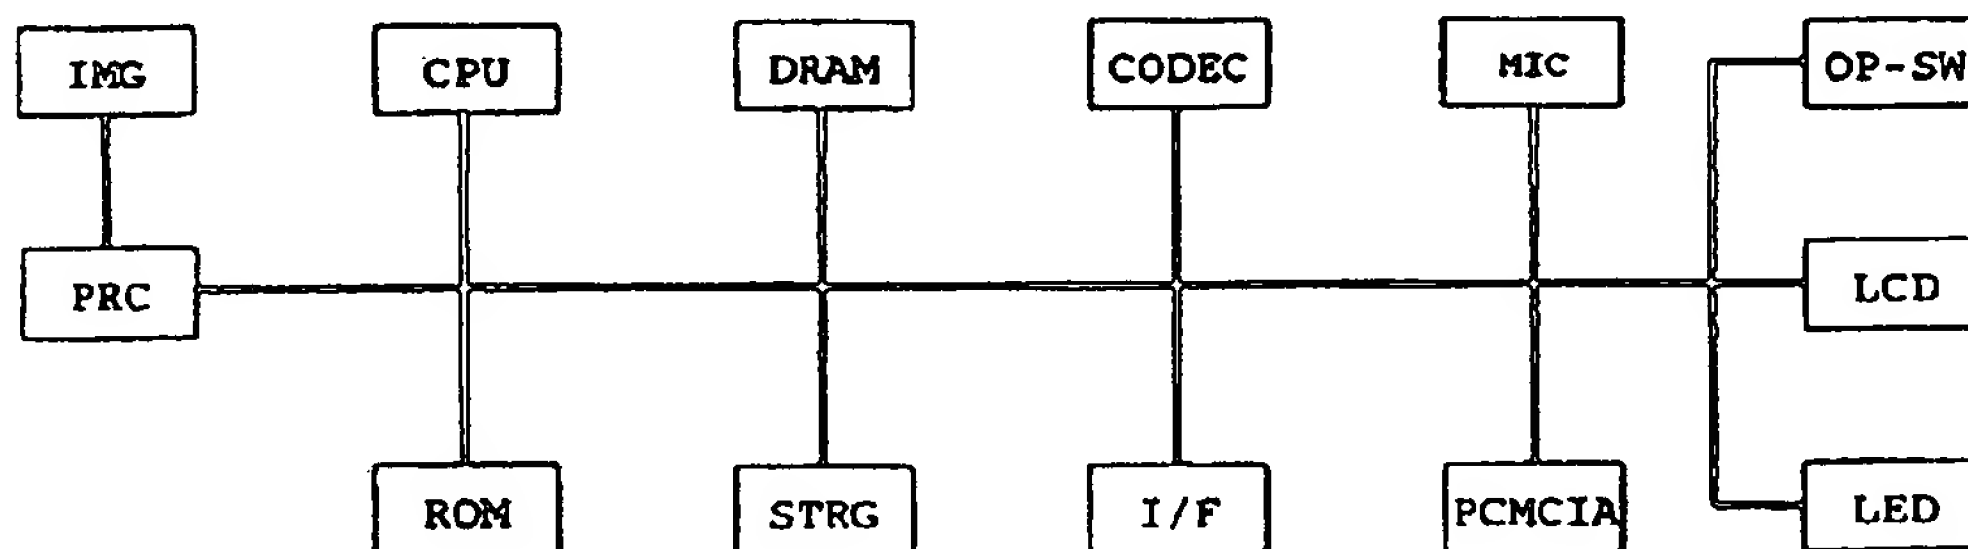 IMG
CPU
DRAM
CODEC
MIC
OP-SW
PRC
LCD
ROM
STRG
I/F
PCMCIA
LED